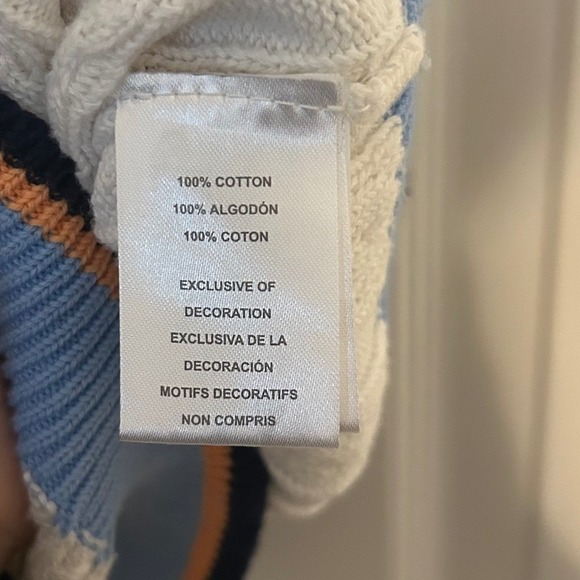 100% COTTON
100% ALGODÓN
100% COTON
EXCLUSIVE OF
DECORATION
EXCLUSIVA DE LA
DECORACIÓN
MOTIFS DECORATIFS
NON COMPRIS